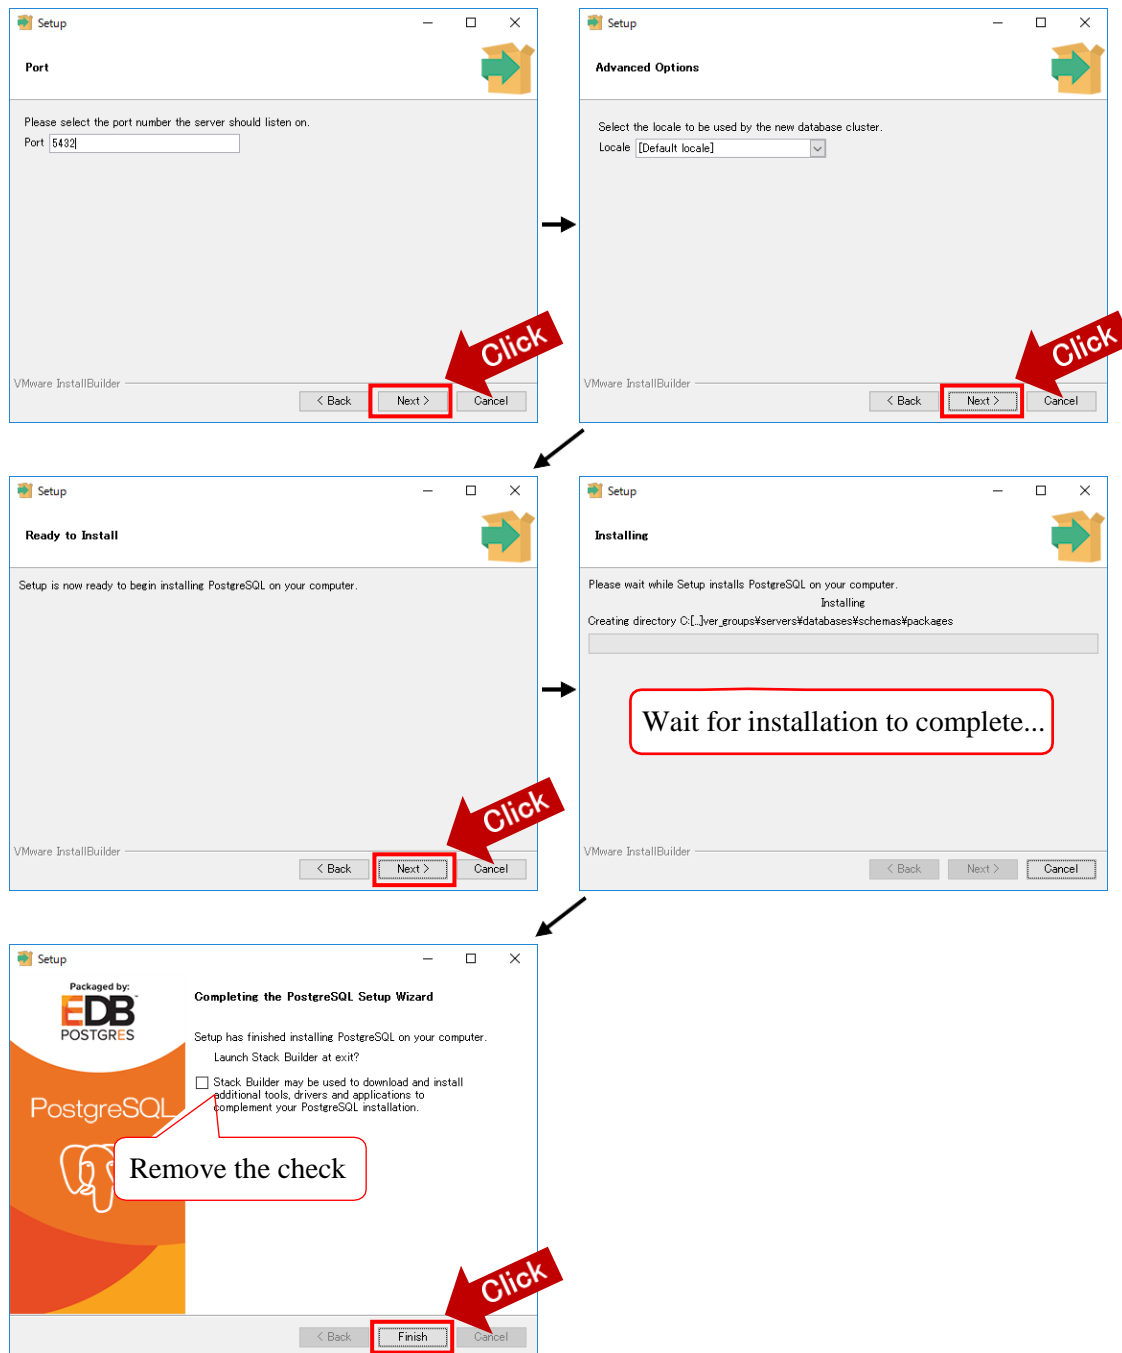 Setup
Port
Please select the port number the server should listen on.
Port 5432
Click
VMware InstallBuilder
< Back Next > Cancel
Setup
Advanced Options
Select the locale to be used by the new database cluster.
Locale [Default locale]
Click
VMware InstallBuilder
< Back Next > Cancel
Setup
Ready to Install
Setup is now ready to begin installing PostgreSQL on your computer.
Click
VMware InstallBuilder
< Back Next > Cancel
Setup
Installing
Please wait while Setup installs PostgreSQL on your computer.
Installing
Creating directory C:[...]ver_groups¥servers¥databases¥schemas¥packages
Wait for installation to complete...
VMware InstallBuilder
< Back Next > Cancel
Setup
Packaged by:
EDB
POSTGRES
PostgreSQL
Completing the PostgreSQL Setup Wizard
Setup has finished installing PostgreSQL on your computer.
Launch Stack Builder at exit?
Stack Builder may be used to download and install
additional tools, drivers and applications to
complement your PostgreSQL installation.
Remove the check
Click
< Back Finish Cancel